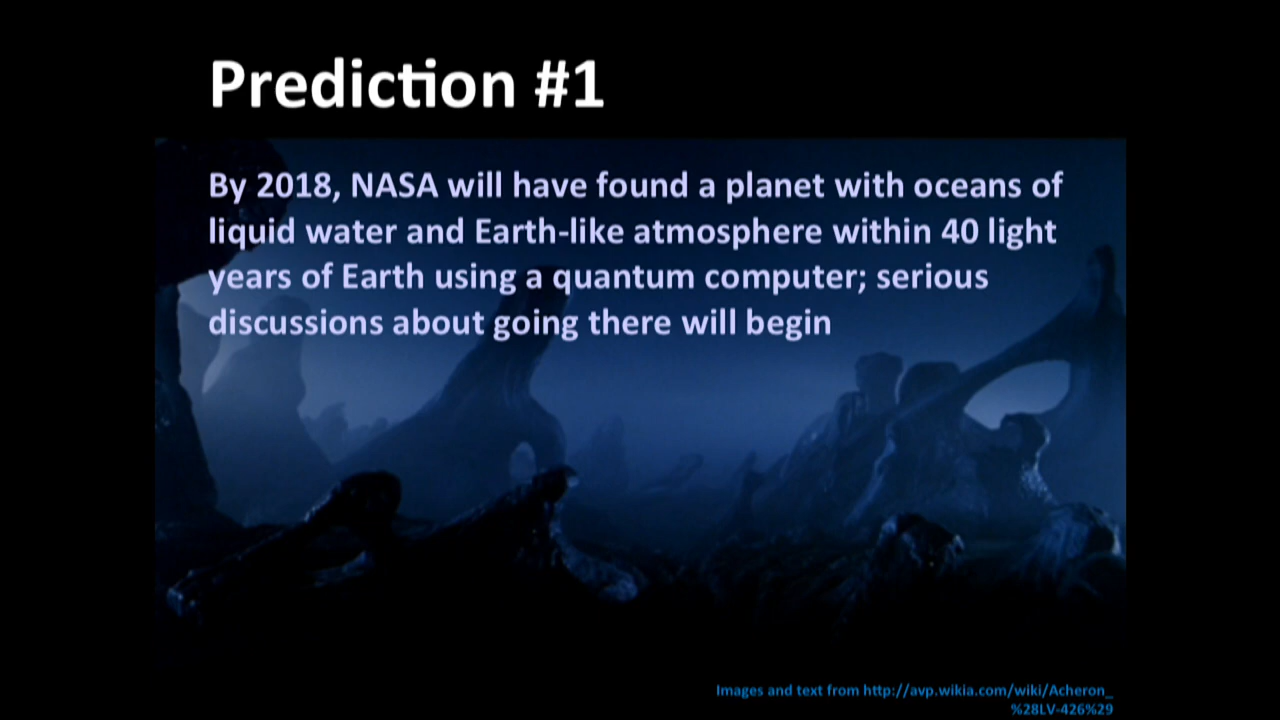 Prediction #1
By 2018, NASA will have found a planet with oceans of
liquid water and Earth-like atmosphere within 40 light
years of Earth using a quantum computer; serious
discussions about going there will begin
Images and text from http://avp.wikia.com/wiki/Acheron_
%28LV-426%29